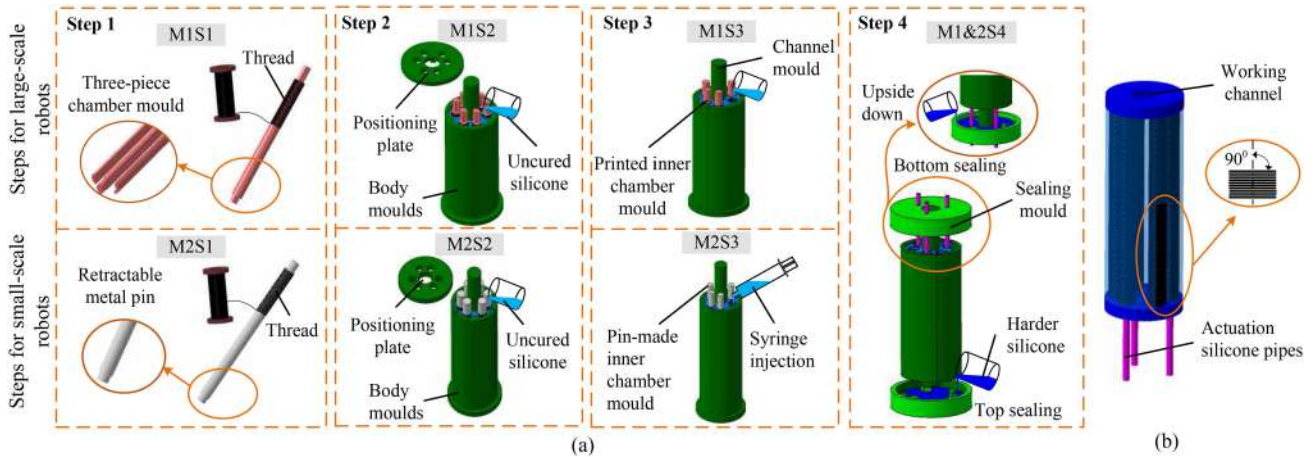 Steps for large-scale
robots
Steps for small-scale
robots
Step 1
M1S1
Thread
Three-piece
chamber mould
M2S1
Retractable
metal pin
Thread
Step 2
M1S2
Positioning
plate
Uncured
silicone
Body
moulds
M2S2
Positioning
plate
Uncured
silicone
Body
moulds
Step 3
M1S3
Channel
mould
Printed inner
chamber
mould
M2S3
Pin-made
inner
chamber
mould
Syringe
injection
Step 4
M1&2S4
Upside
down
Bottom sealing
Sealing
mould
Harder
silicone
Top sealing
(a)
Working
channel
90⁰
Actuation
silicone pipes
(b)